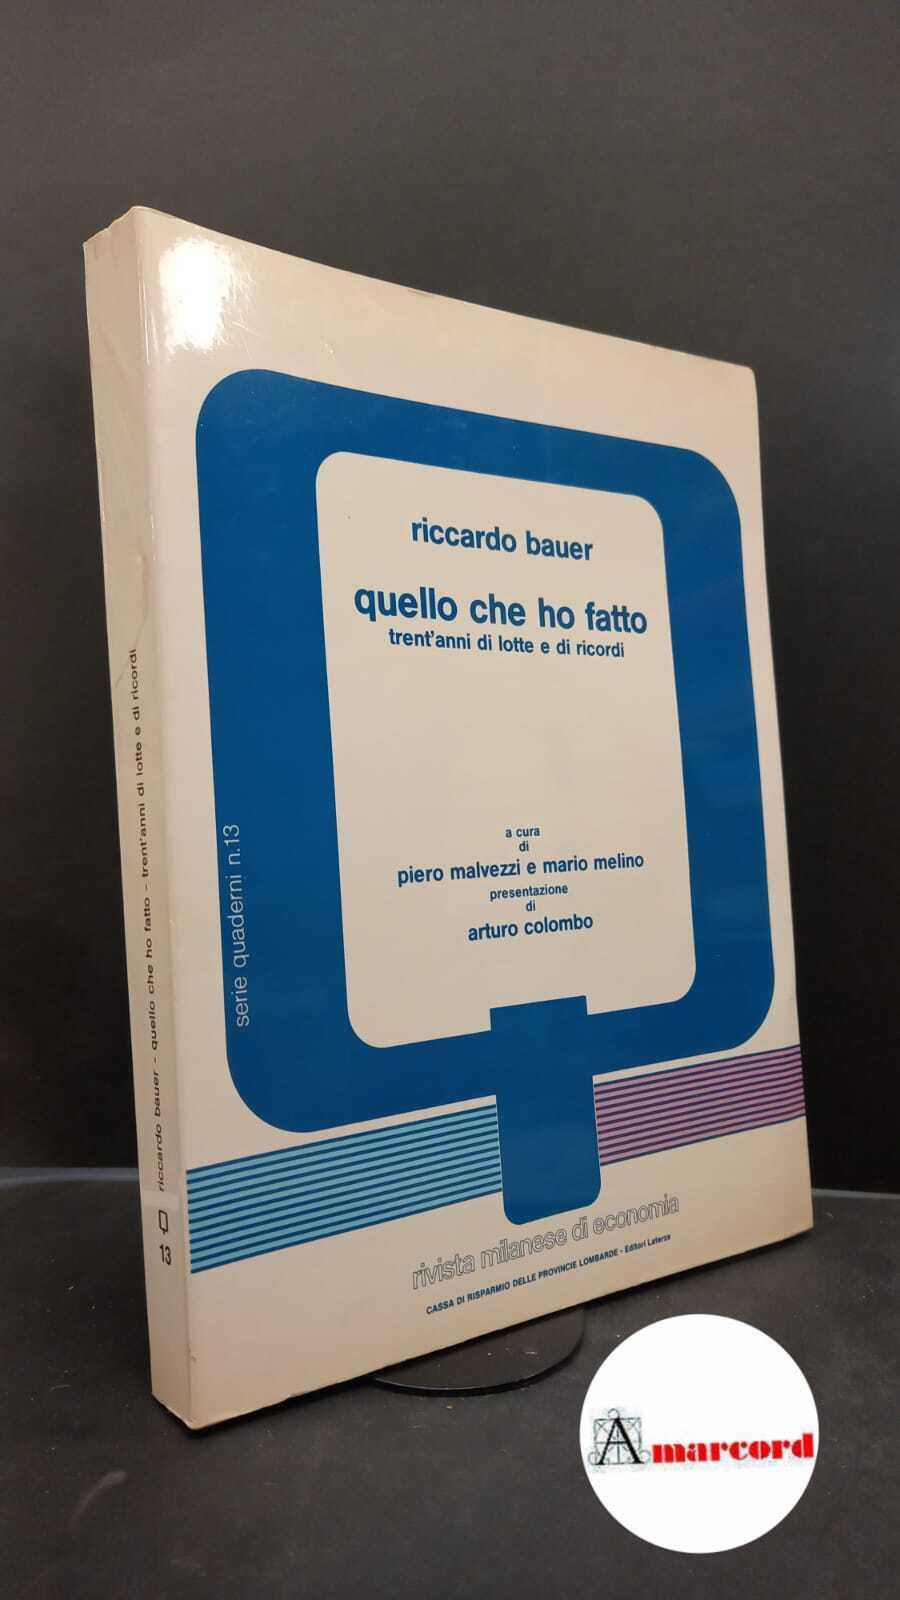 riccardo bauer
quello che ho fatto
trent'anni di lotte e di ricordi
a cura
di
piero malvezzi e mario melino
presentazione
di
arturo colombo
serie quaderni n.13
rivista milanese di economia
CASSA DI RISPARMIO DELLE PROVINCIE LOMBARDE - Editori Laterza
riccardo bauer - quello che ho fatto - trent'anni di lotte e di ricordi
13
Amarcord